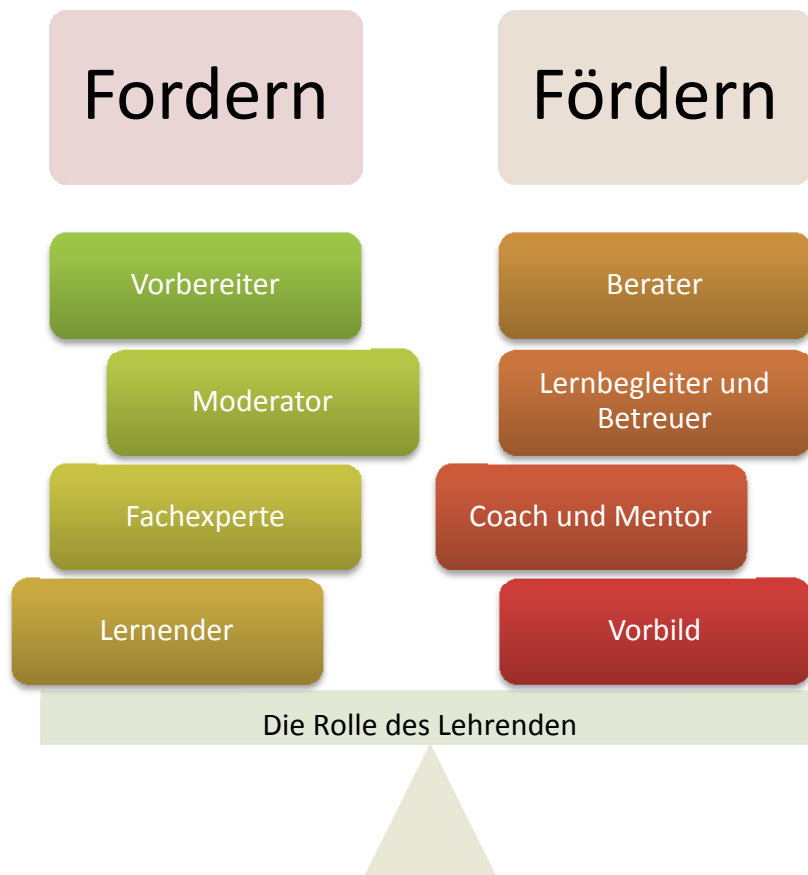 Fordern
Fördern
Vorbereiter
Berater
Moderator
Lernbegleiter und
Betreuer
Fachexperte
Coach und Mentor
Lernender
Vorbild
Die Rolle des Lehrenden